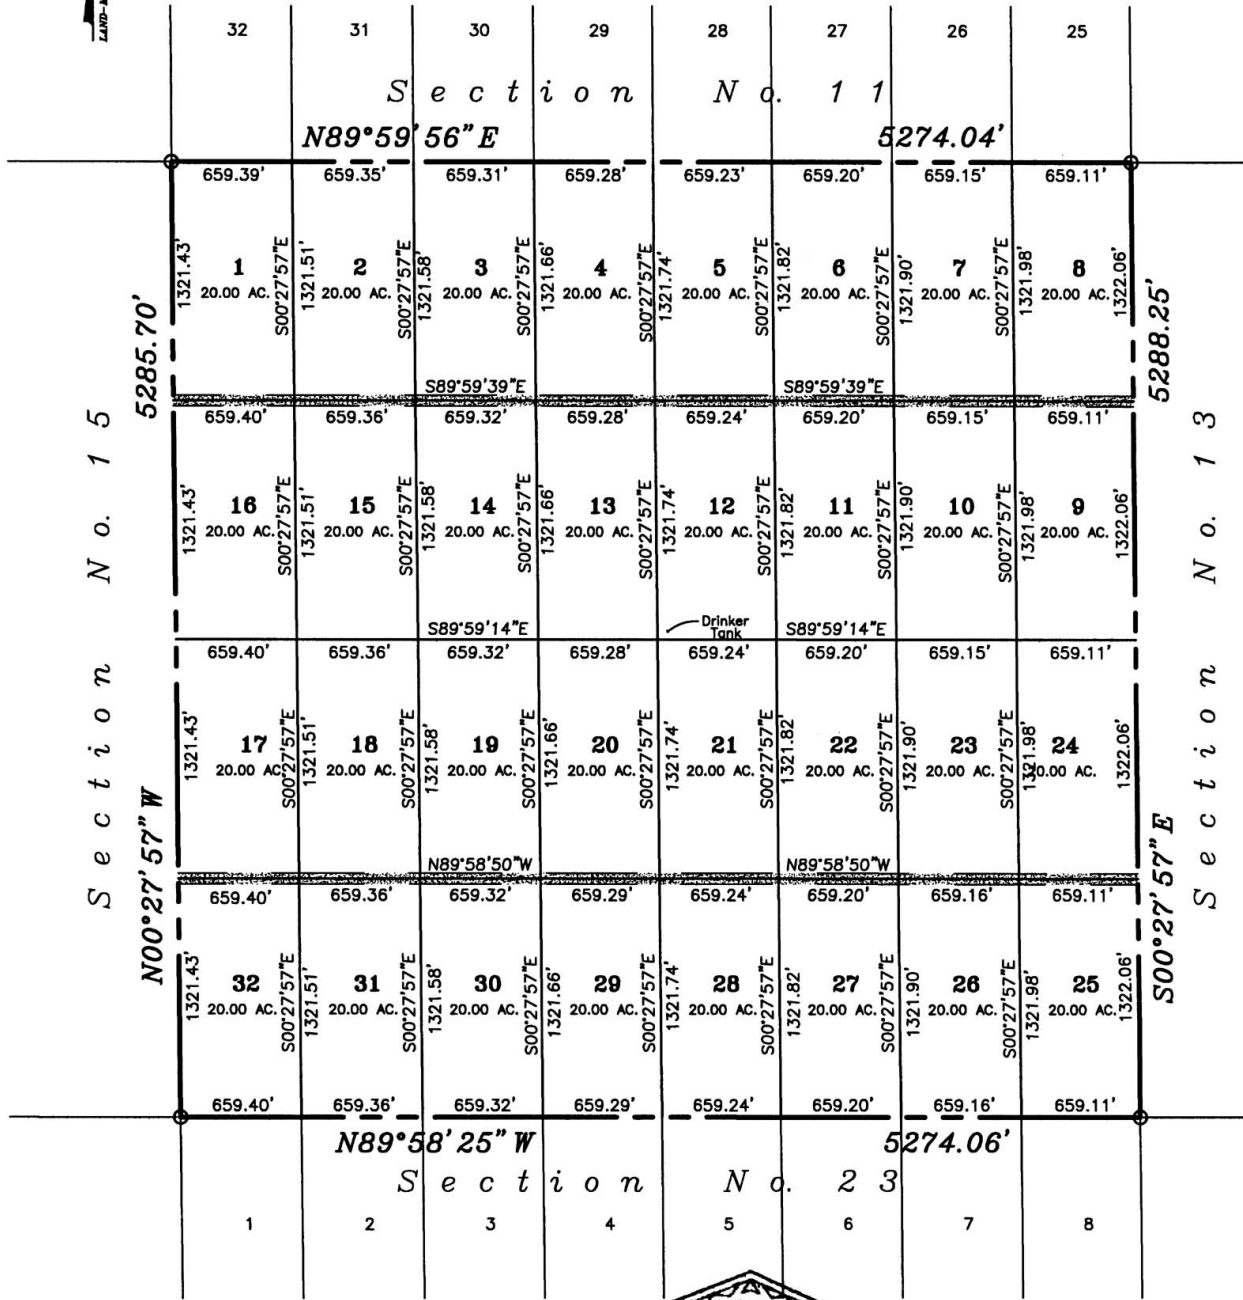 LAND-
32 31 30 29 28 27 26 25
Section No. 11
N89°59'56"E 5274.04'
659.39' 659.35' 659.31' 659.28' 659.23' 659.20' 659.15' 659.11'
1321.43' 1 20.00 AC. S00°27'57"E 1321.51' 2 20.00 AC. S00°27'57"E 1321.58' 3 20.00 AC. S00°27'57"E 1321.66' 4 20.00 AC. S00°27'57"E 1321.74' 5 20.00 AC. S00°27'57"E 1321.82' 6 20.00 AC. S00°27'57"E 1321.90' 7 20.00 AC. S00°27'57"E 1321.98' 8 20.00 AC. 1322.06'
5285.70' 5288.25'
S89°59'39"E S89°59'39"E
659.40' 659.36' 659.32' 659.28' 659.24' 659.20' 659.15' 659.11'
Section No. 15
Section No. 13
1321.43' 16 20.00 AC. S00°27'57"E 1321.51' 15 20.00 AC. S00°27'57"E 1321.58' 14 20.00 AC. S00°27'57"E 1321.66' 13 20.00 AC. S00°27'57"E 1321.74' 12 20.00 AC. S00°27'57"E 1321.82' 11 20.00 AC. S00°27'57"E 1321.90' 10 20.00 AC. S00°27'57"E 1321.98' 9 20.00 AC. 1322.06'
Drinker
Tank
S89°59'14"E S89°59'14"E
659.40' 659.36' 659.32' 659.28' 659.24' 659.20' 659.15' 659.11'
1321.43' 17 20.00 AC. S00°27'57"E 1321.51' 18 20.00 AC. S00°27'57"E 1321.58' 19 20.00 AC. S00°27'57"E 1321.66' 20 20.00 AC. S00°27'57"E 1321.74' 21 20.00 AC. S00°27'57"E 1321.82' 22 20.00 AC. S00°27'57"E 1321.90' 23 20.00 AC. S00°27'57"E 1321.98' 24 20.00 AC. 1322.06'
N00°27'57"W S00°27'57"E
N89°58'50"W N89°58'50"W
659.40' 659.36' 659.32' 659.29' 659.24' 659.20' 659.16' 659.11'
1321.43' 32 20.00 AC. S00°27'57"E 1321.51' 31 20.00 AC. S00°27'57"E 1321.58' 30 20.00 AC. S00°27'57"E 1321.66' 29 20.00 AC. S00°27'57"E 1321.74' 28 20.00 AC. S00°27'57"E 1321.82' 27 20.00 AC. S00°27'57"E 1321.90' 26 20.00 AC. S00°27'57"E 1321.98' 25 20.00 AC. 1322.06'
659.40' 659.36' 659.32' 659.29' 659.24' 659.20' 659.16' 659.11'
N89°58'25"W 5274.06'
Section No. 23
1 2 3 4 5 6 7 8